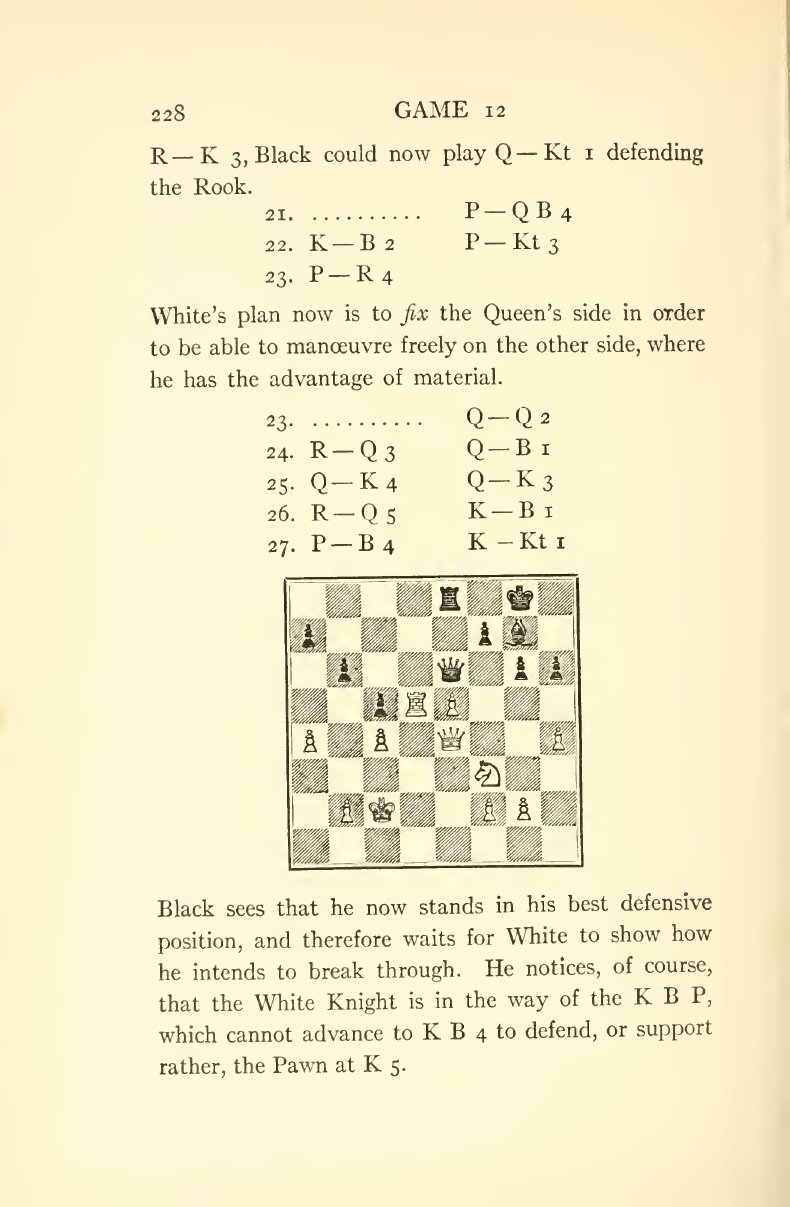 228 GAME 12
R—K 3, Black could now play Q—Kt 1 defending
the Rook.
21. .......... P—Q B 4
22. K—B 2 P—Kt 3
23. P—R 4
White's plan now is to fix the Queen's side in order
to be able to manœuvre freely on the other side, where
he has the advantage of material.
23. .......... Q—Q 2
24. R—Q 3 Q—B 1
25. Q—K 4 Q—K 3
26. R—Q 5 K—B 1
27. P—B 4 K–Kt 1
Black sees that he now stands in his best defensive
position, and therefore waits for White to show how
he intends to break through. He notices, of course,
that the White Knight is in the way of the K B P,
which cannot advance to K B 4 to defend, or support
rather, the Pawn at K 5.